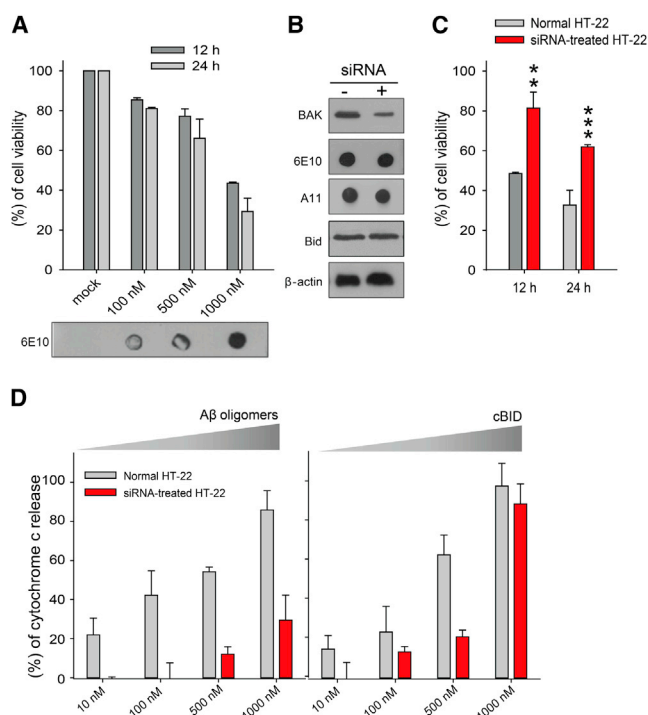 A
12 h
24 h
(%) of cell viability
100
80
60
40
20
0
mock
100 nM
500 nM
1000 nM
6E10
B
siRNA
- +
BAK
6E10
A11
Bid
β-actin
C
Normal HT-22
siRNA-treated HT-22
(%) of cell viability
100
80
60
40
20
0
**
***
12 h 24 h
D
Aβ oligomers
cBID
Normal HT-22
siRNA-treated HT-22
(%) of cytochrome c release
100
80
60
40
20
0
10 nM
100 nM
500 nM
1000 nM
10 nM
100 nM
500 nM
1000 nM